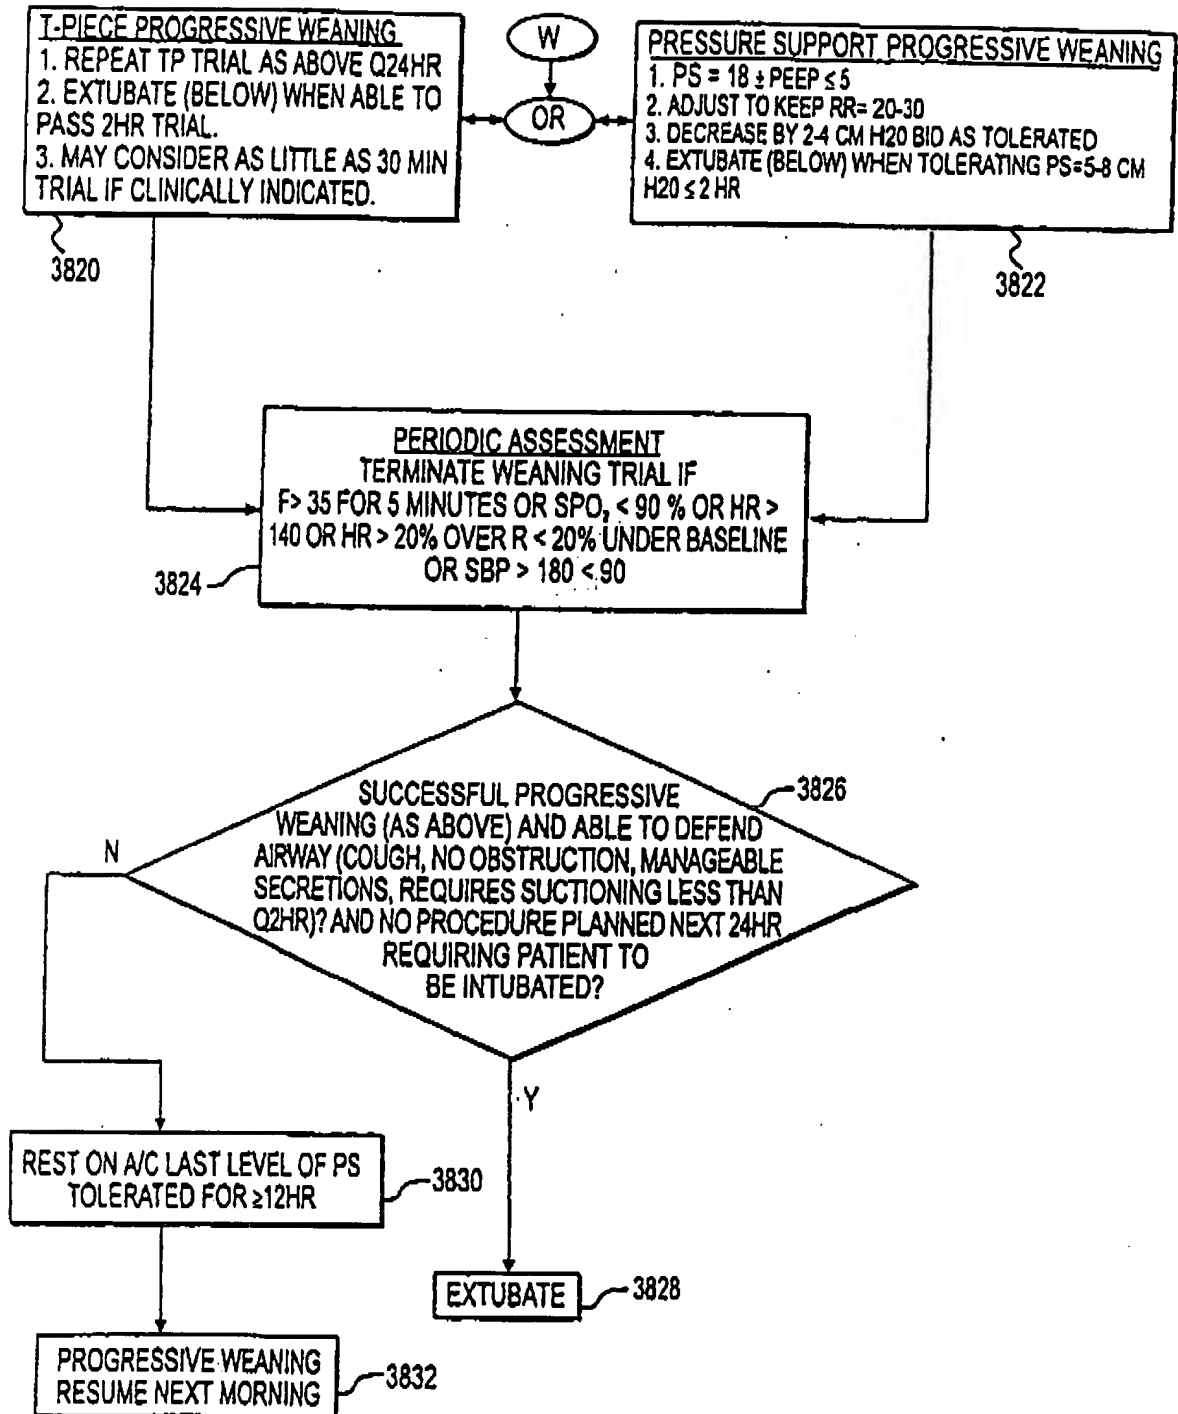 T-PIECE PROGRESSIVE WEANING
1. REPEAT TP TRIAL AS ABOVE Q24HR
2. EXTUBATE (BELOW) WHEN ABLE TO
PASS 2HR TRIAL.
3. MAY CONSIDER AS LITTLE AS 30 MIN
TRIAL IF CLINICALLY INDICATED.
3820
W
OR
PRESSURE SUPPORT PROGRESSIVE WEANING
1. PS = 18 ± PEEP ≤ 5
2. ADJUST TO KEEP RR= 20-30
3. DECREASE BY 2-4 CM H20 BID AS TOLERATED
4. EXTUBATE (BELOW) WHEN TOLERATING PS=5-8 CM
H20 ≤ 2 HR
3822
PERIODIC ASSESSMENT
TERMINATE WEANING TRIAL IF
F> 35 FOR 5 MINUTES OR SPO₂ < 90 % OR HR >
140 OR HR > 20% OVER R < 20% UNDER BASELINE
OR SBP > 180 < 90
3824
SUCCESSFUL PROGRESSIVE
WEANING (AS ABOVE) AND ABLE TO DEFEND
AIRWAY (COUGH, NO OBSTRUCTION, MANAGEABLE
SECRETIONS, REQUIRES SUCTIONING LESS THAN
Q2HR)? AND NO PROCEDURE PLANNED NEXT 24HR
REQUIRING PATIENT TO
BE INTUBATED?
3826
N
Y
REST ON A/C LAST LEVEL OF PS
TOLERATED FOR ≥12HR
3830
EXTUBATE
3828
PROGRESSIVE WEANING
RESUME NEXT MORNING
3832